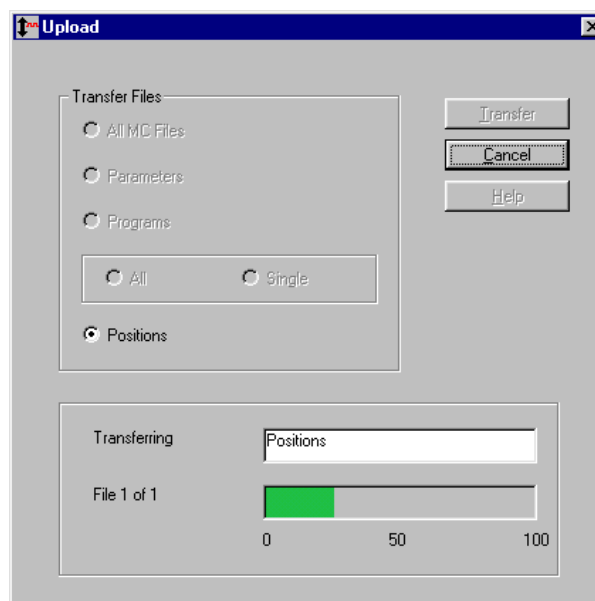 Upload
Transfer Files
All MC Files
Parameters
Programs
All Single
Positions
Transfer
Cancel
Help
Transferring Positions
File 1 of 1
0 50 100